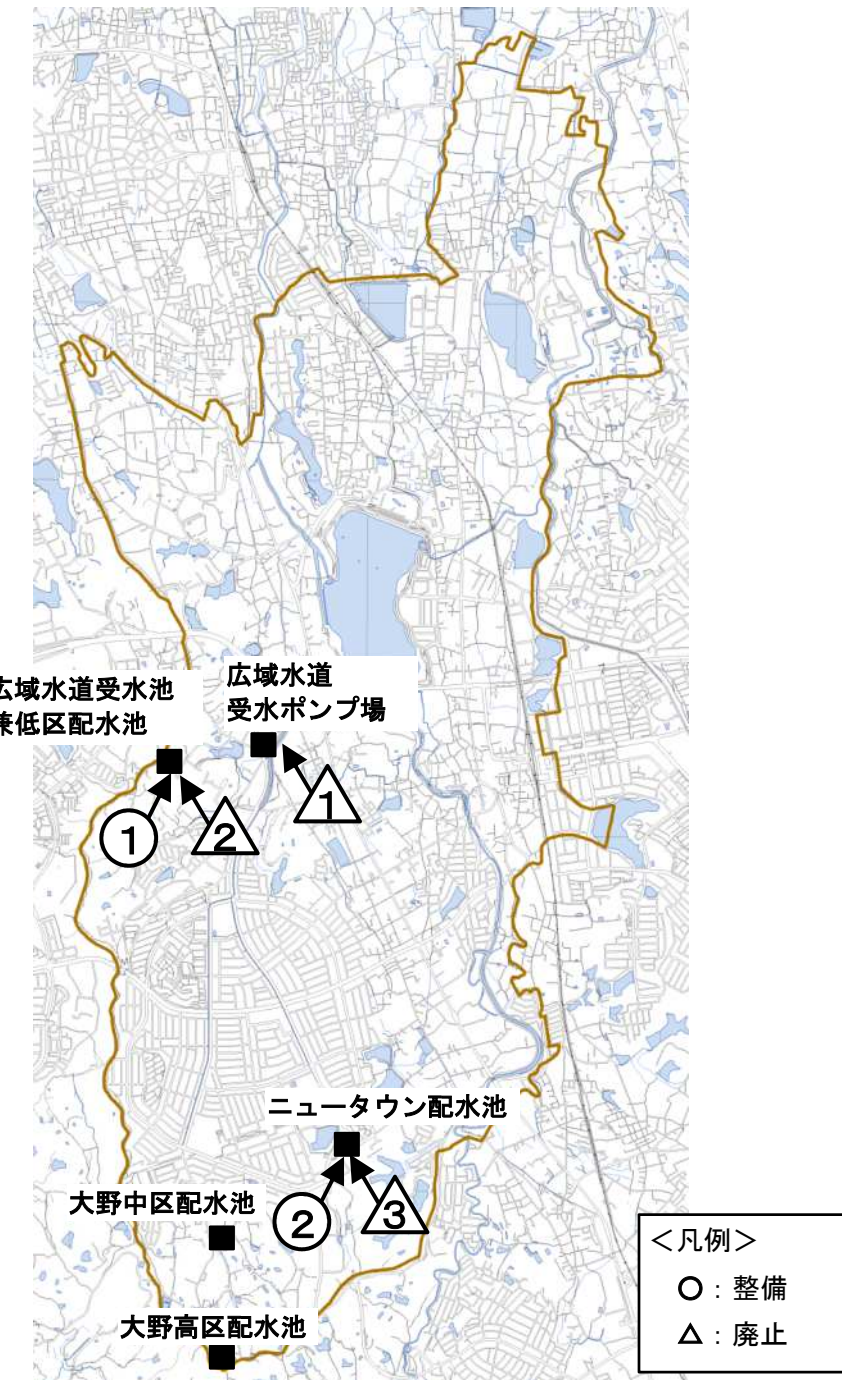 広域水道
受水ポンプ場
広域水道受水池
兼低区配水池
1
2
1
ニュータウン配水池
2
3
大野中区配水池
大野高区配水池
＜凡例＞
○：整備
△：廃止